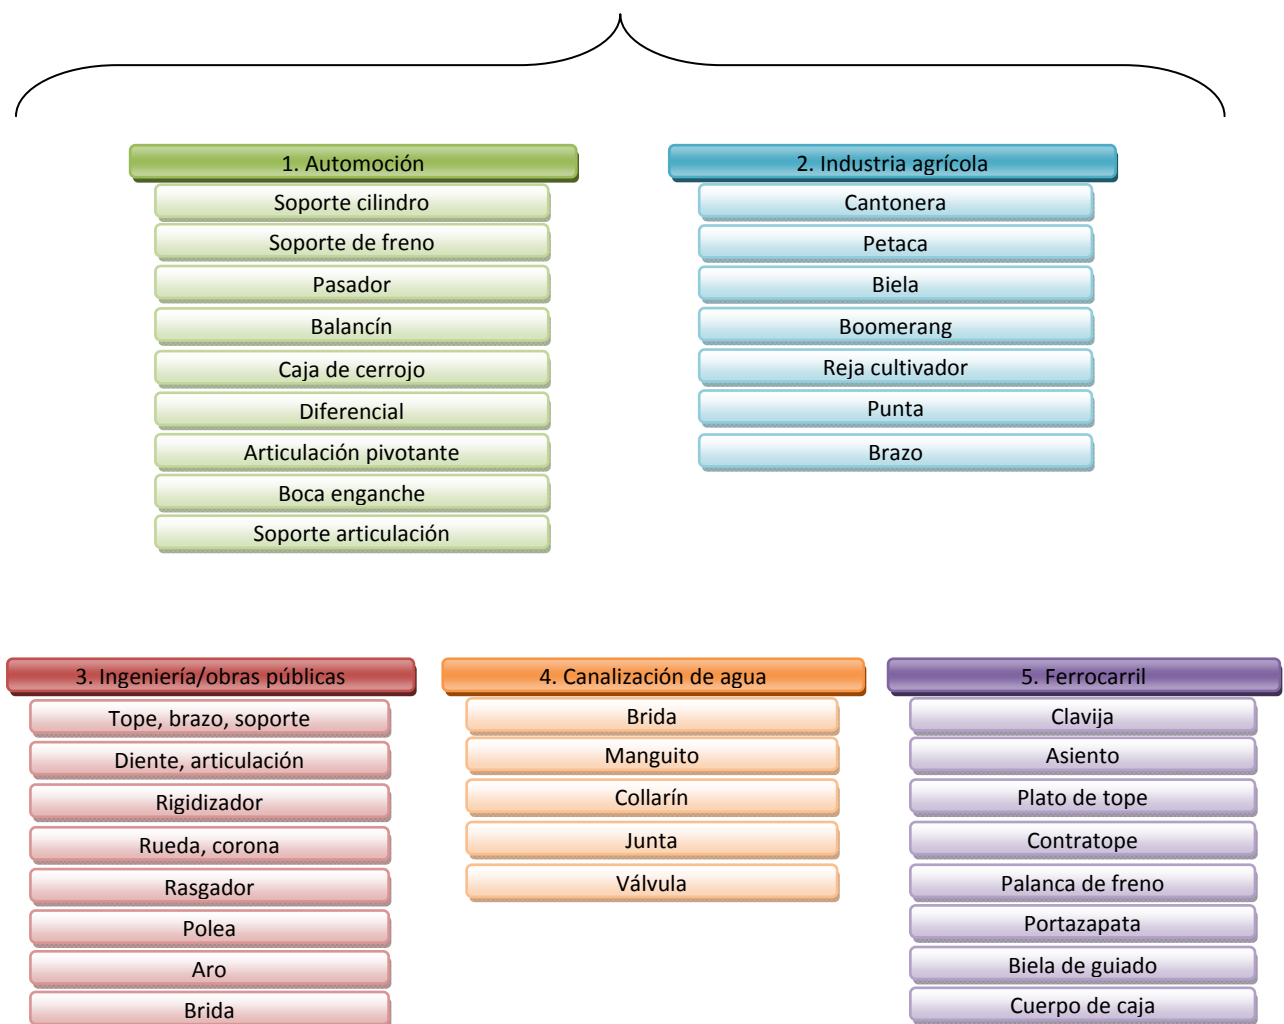 1. Automoción
Soporte cilindro
Soporte de freno
Pasador
Balancín
Caja de cerrojo
Diferencial
Articulación pivotante
Boca enganche
Soporte articulación
2. Industria agrícola
Cantonera
Petaca
Biela
Boomerang
Reja cultivador
Punta
Brazo
3. Ingeniería/obras públicas
Tope, brazo, soporte
Diente, articulación
Rigidizador
Rueda, corona
Rasgador
Polea
Aro
Brida
4. Canalización de agua
Brida
Manguito
Collarín
Junta
Válvula
5. Ferrocarril
Clavija
Asiento
Plato de tope
Contratope
Palanca de freno
Portazapata
Biela de guiado
Cuerpo de caja